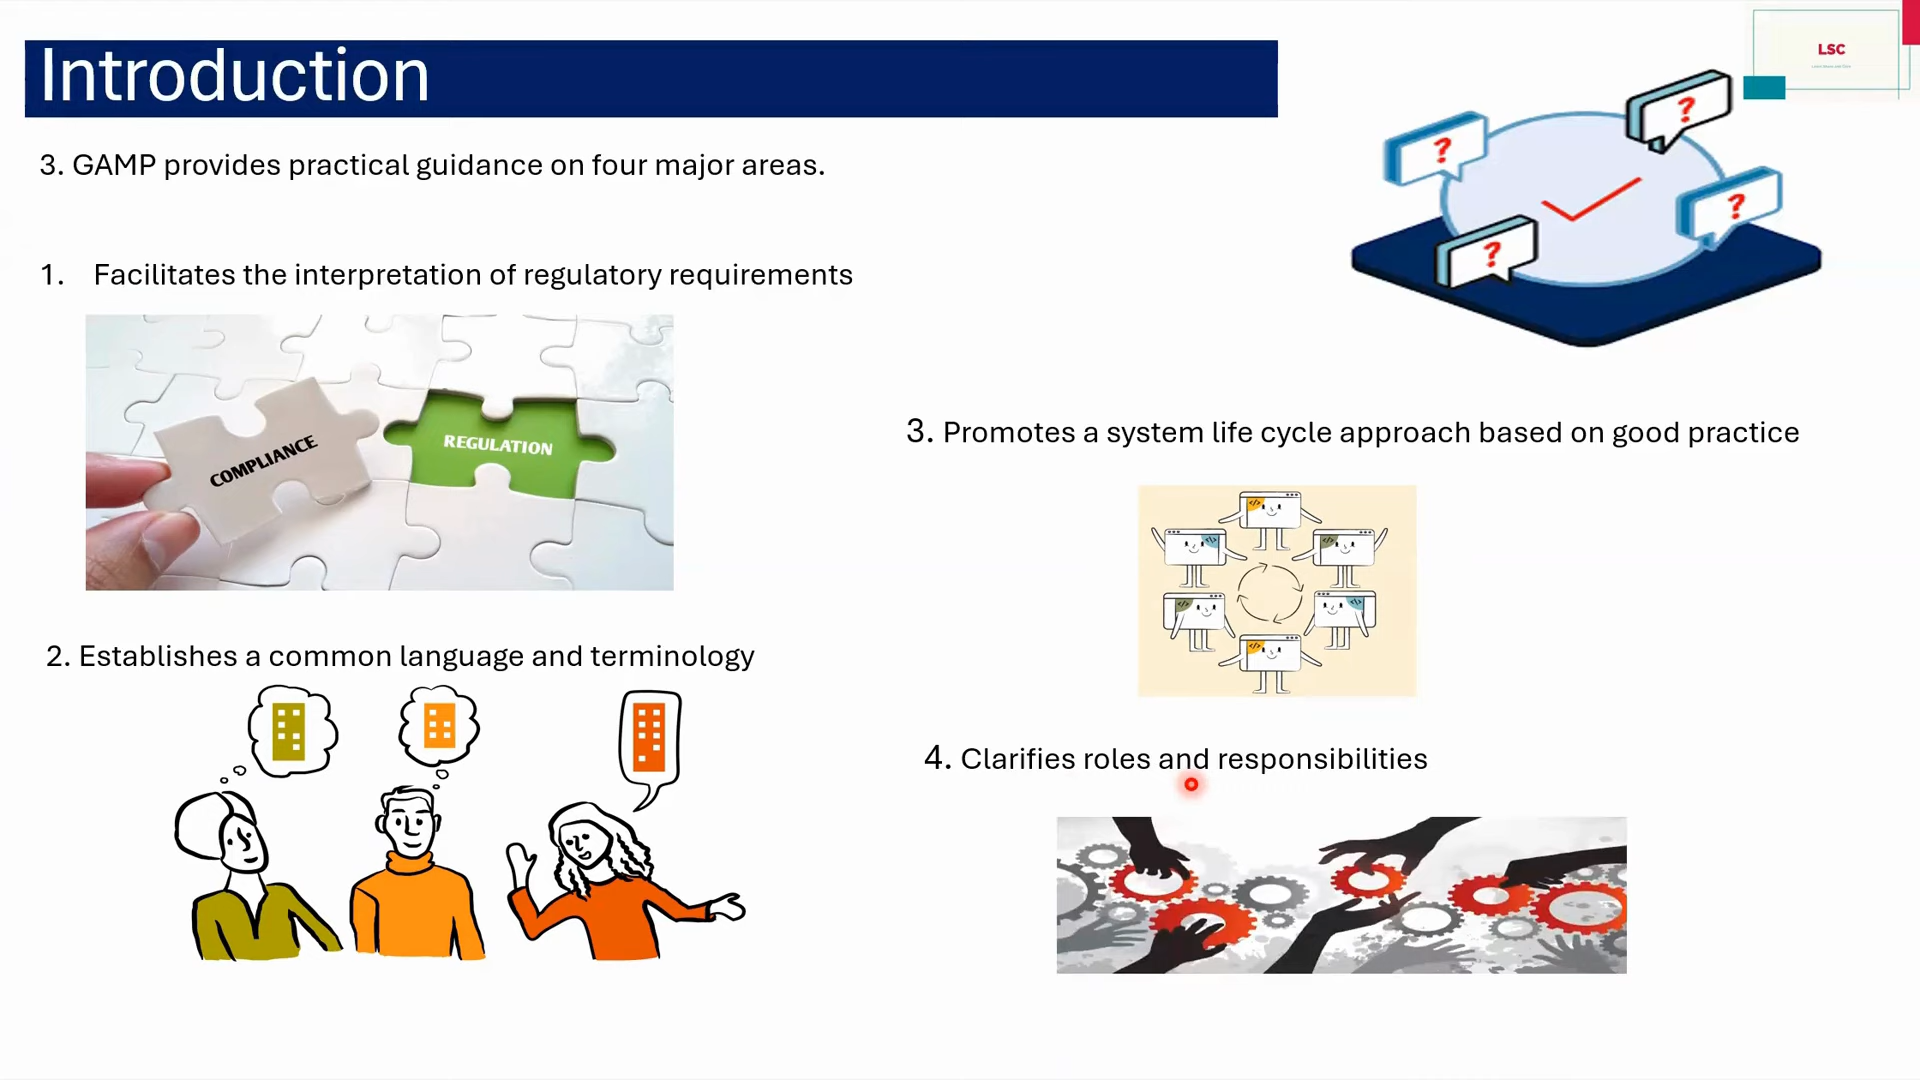 Introduction
LSC
3. GAMP provides practical guidance on four major areas.
1. Facilitates the interpretation of regulatory requirements
COMPLIANCE
REGULATION
2. Establishes a common language and terminology
3. Promotes a system life cycle approach based on good practice
4. Clarifies roles and responsibilities
? ? ? ?